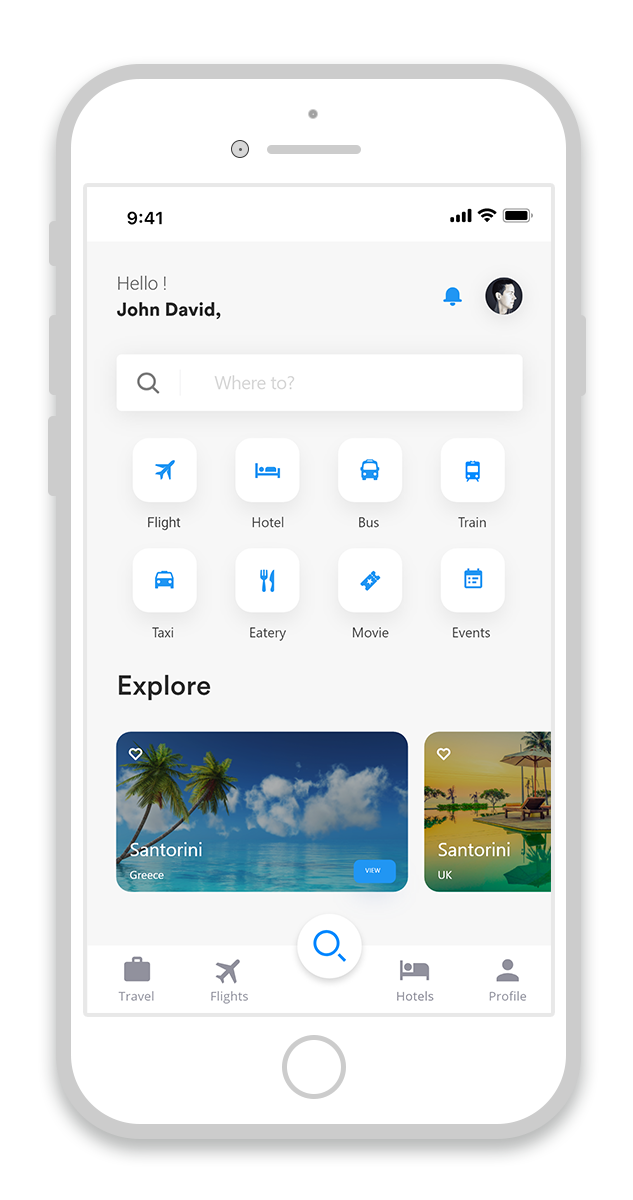 9:41
Hello !
John David,
Where to?
Flight Hotel Bus Train
Taxi Eatery Movie Events
Explore
Santorini
Greece
VIEW
Santorini
UK
Travel Flights Hotels Profile